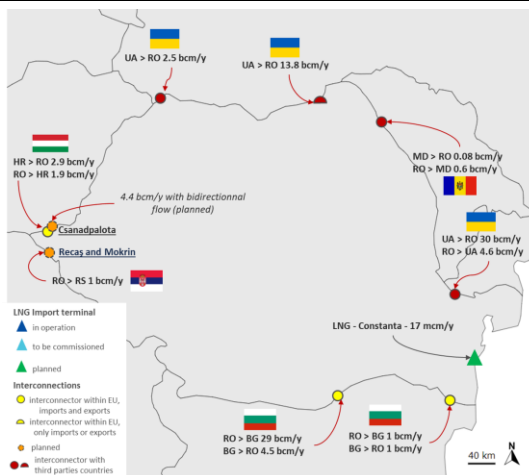 UA > RO 2.5 bcm/y
UA > RO 13.8 bcm/y
HR > RO 2.9 bcm/y
RO > HR 1.9 bcm/y
MD > RO 0.08 bcm/y
RO > MD 0.6 bcm/y
4.4 bcm/y with bidirectionnal
flow (planned)
Csanadpalota
Recaş and Mokrin
UA > RO 30 bcm/y
RO > UA 4.6 bcm/y
RO > RS 1 bcm/y
LNG - Constanta - 17 mcm/y
LNG Import terminal
in operation
to be commissioned
planned
Interconnections
interconnector within EU,
imports and exports
interconnector within EU,
only imports or exports
planned
interconnector with
third parties countries
RO > BG 29 bcm/y
BG > RO 4.5 bcm/y
RO > BG 1 bcm/y
BG > RO 1 bcm/y
40 km
N